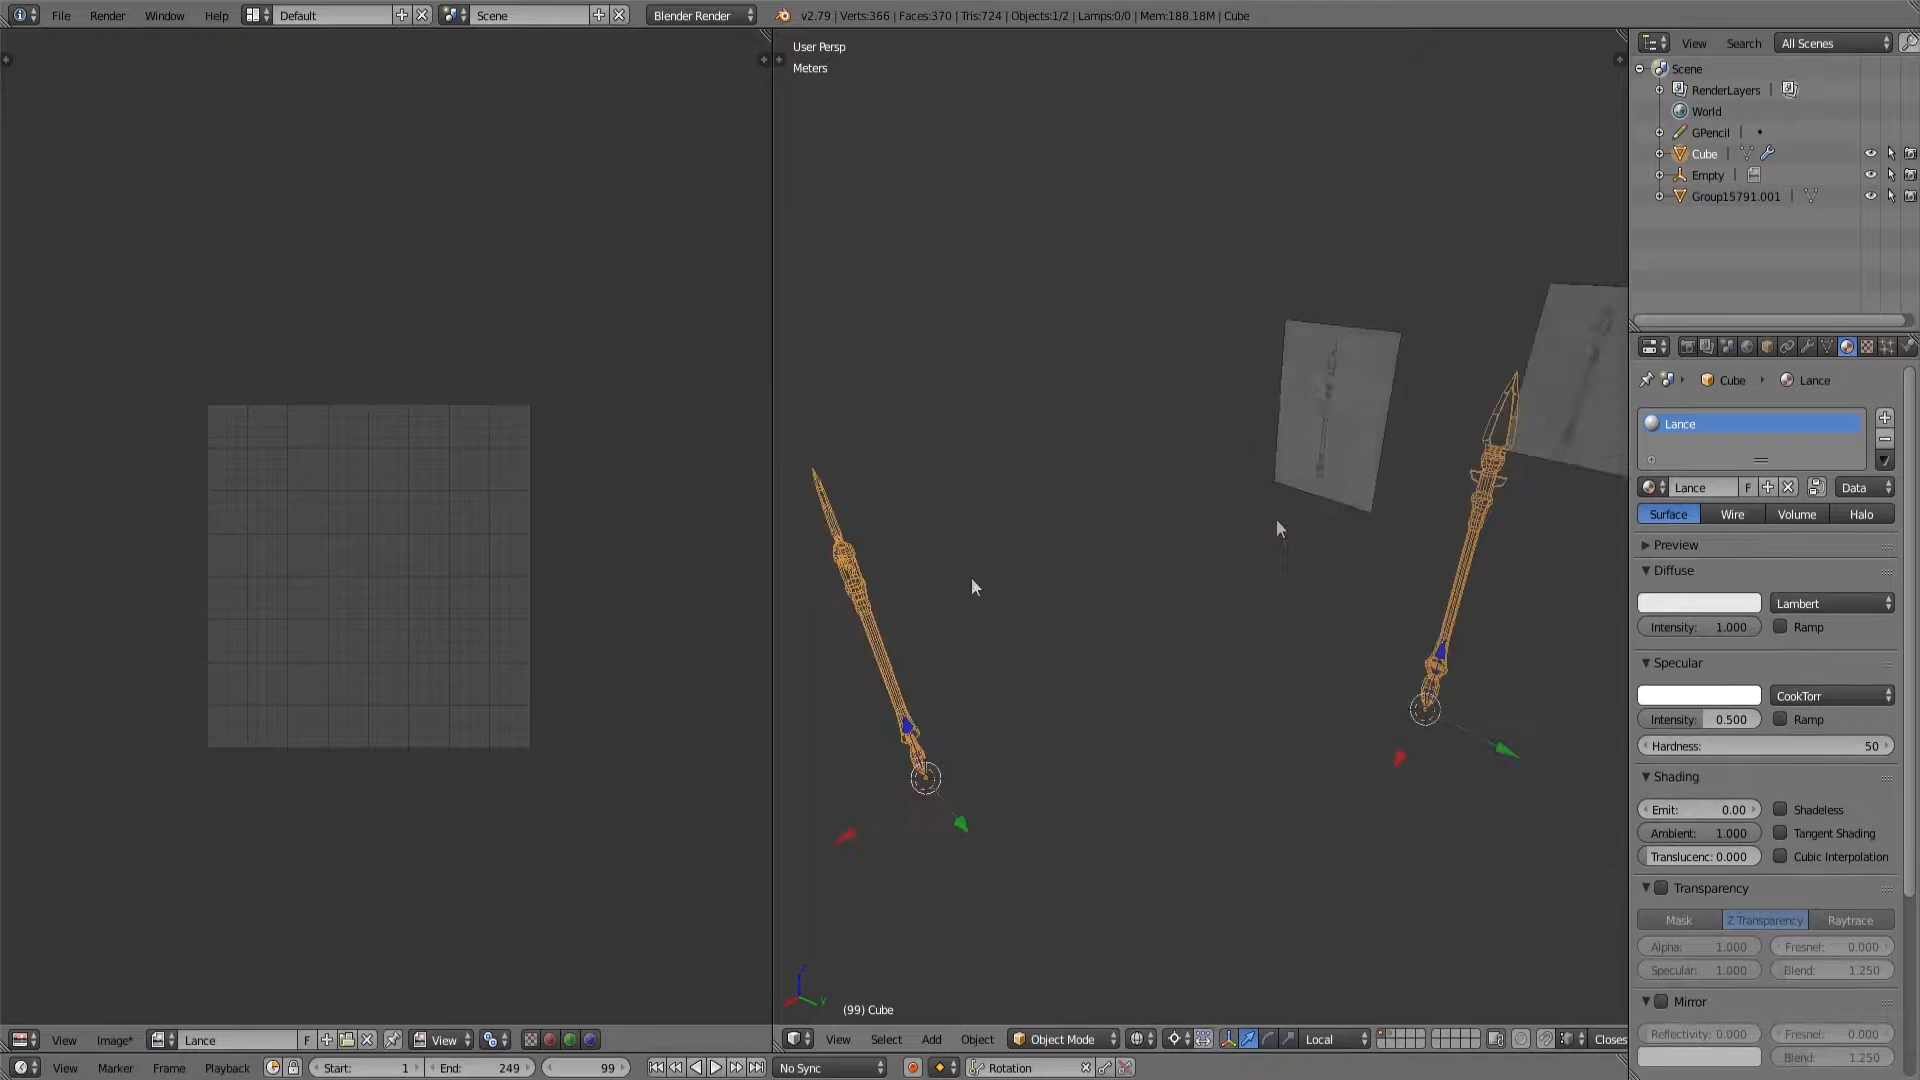 File Render Window Help Default Scene Blender Render v2.79 | Verts:366 | Faces:370 | Tris:724 | Objects:1/2 | Lamps:0/0 | Mem:188.18M | Cube
User Persp
Meters
(99) Cube
View Search All Scenes
Scene
RenderLayers
World
GPencil
Cube
Empty
Group15791.001
Cube Lance
Lance
Lance F Data
Surface Wire Volume Halo
Preview
Diffuse
Lambert
Intensity: 1.000 Ramp
Specular
CookTorr
Intensity: 0.500 Ramp
Hardness: 50
Shading
Emit: 0.00 Shadeless
Ambient: 1.000 Tangent Shading
Translucenc: 0.000 Cubic Interpolation
Transparency
Mask Z Transparency Raytrace
Alpha: 1.000 Fresnel: 0.000
Specular: 1.000 Blend: 1.250
Mirror
Reflectivity: 0.000 Fresnel: 0.000
Blend: 1.250
View Image* Lance F View
View Select Add Object Object Mode Local Closes
View Marker Frame Playback Start: 1 End: 249 99 No Sync Rotation